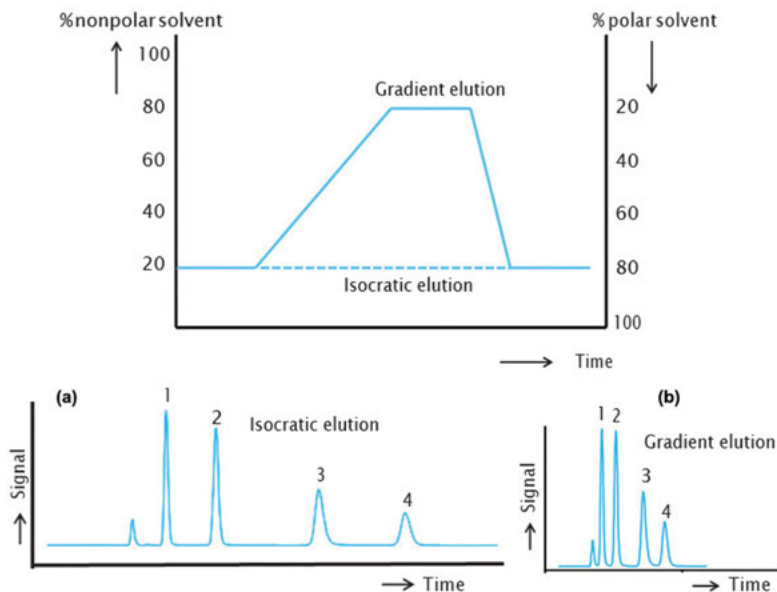 %nonpolar solvent
% polar solvent
100
80
60
40
20
Gradient elution
Isocratic elution
20
40
60
80
100
Time
(a)
1
2
3
4
Isocratic elution
Signal
Time
(b)
1 2
3
4
Gradient elution
Signal
Time